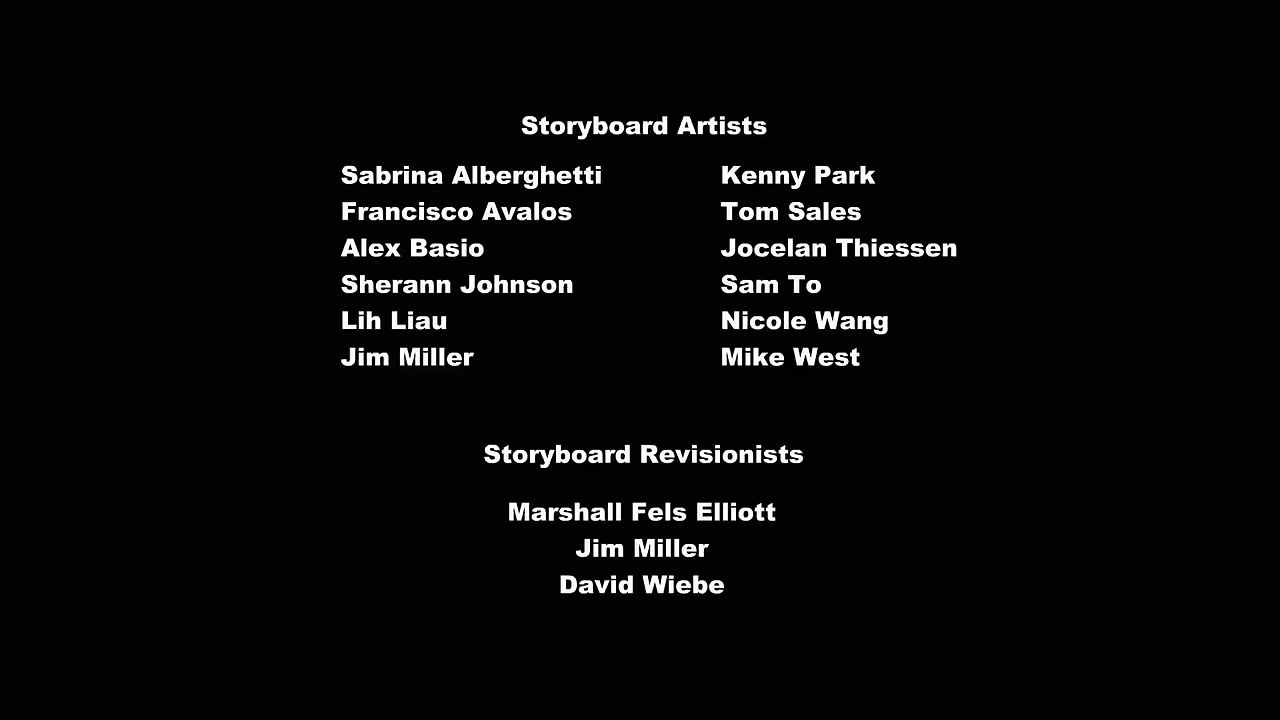 Storyboard Artists
Sabrina Alberghetti
Francisco Avalos
Alex Basio
Sherann Johnson
Lih Liau
Jim Miller
Kenny Park
Tom Sales
Jocelan Thiessen
Sam To
Nicole Wang
Mike West
Storyboard Revisionists
Marshall Fels Elliott
Jim Miller
David Wiebe